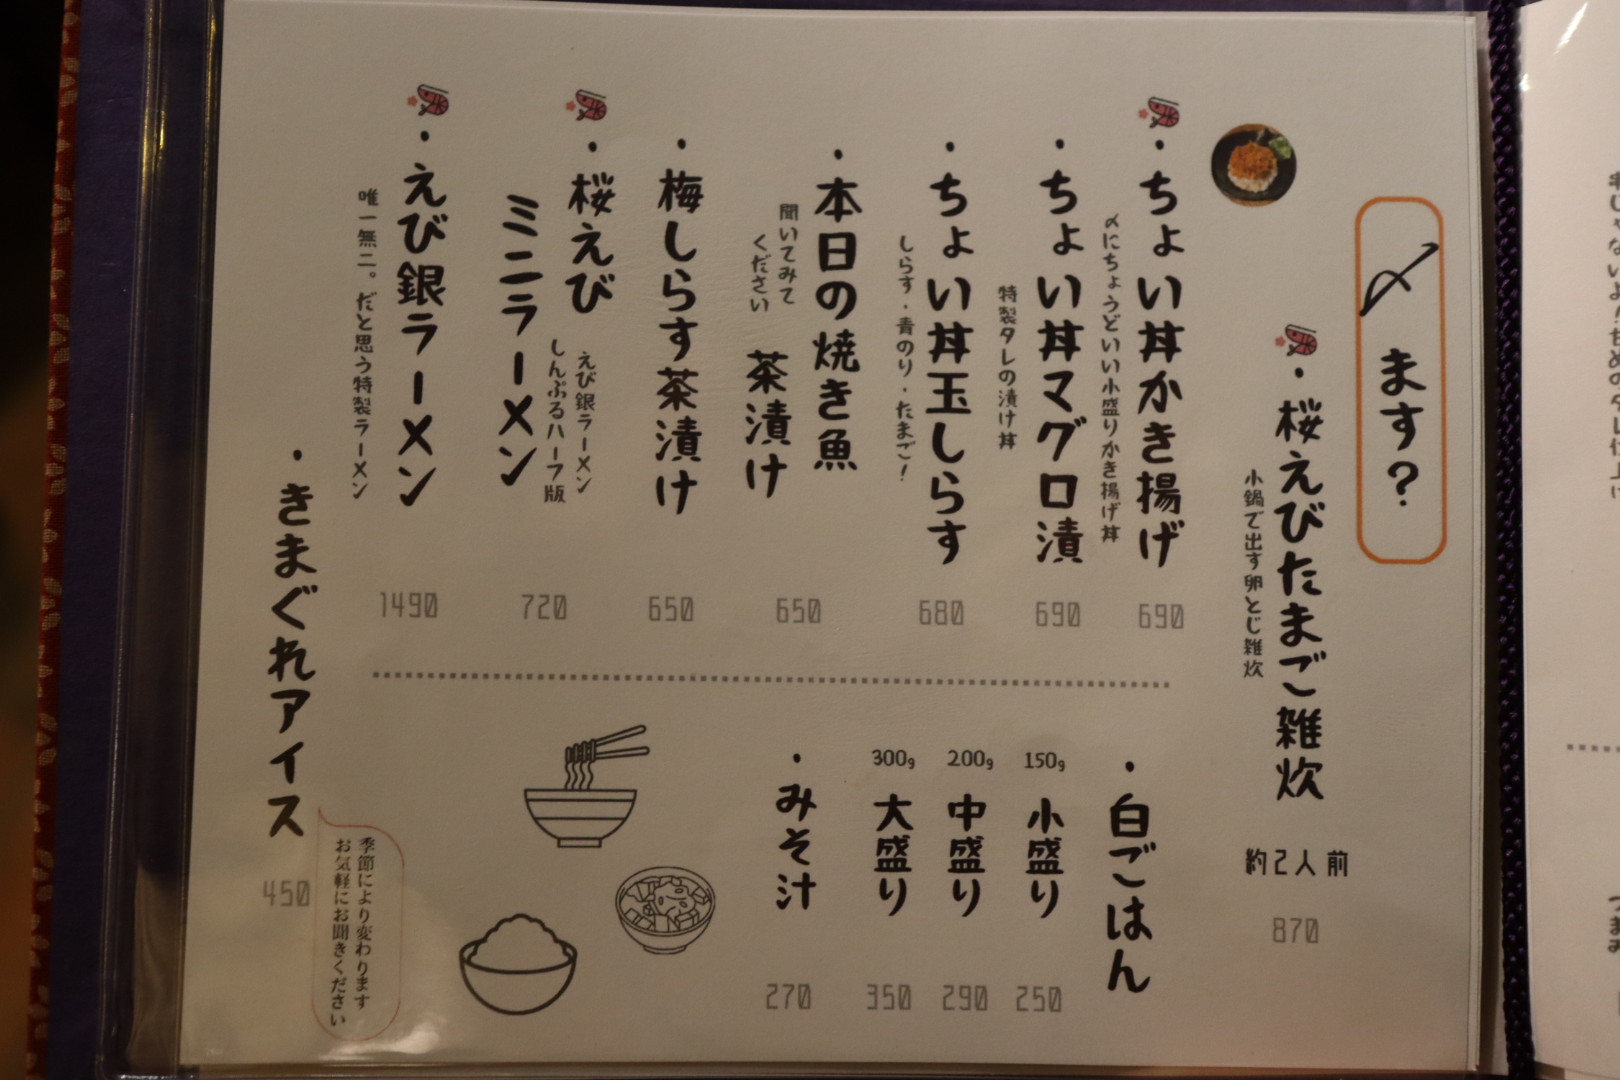 〆ます？
・桜えびたまご雑炊
小鍋で出す卵とじ雑炊
約2人前
870
・ちょい丼かき揚げ
〆にちょうどいい小盛りかき揚げ丼
690
・ちょい丼マグロ漬
特製タレの漬け丼
690
・ちょい丼玉しらす
しらす・青のり・たまご！
680
・本日の焼き魚
茶漬け
聞いてみて
ください
650
・梅しらす茶漬け
650
・桜えび
ミニラーメン
えび銀ラーメン
しんぷるハーフ版
720
・えび銀ラーメン
唯一無二。だと思う特製ラーメン
1490
・白ごはん
150g 小盛り 250
200g 中盛り 290
300g 大盛り 350
・みそ汁
270
・きまぐれアイス
450
季節により変わります
お気軽にお聞きください